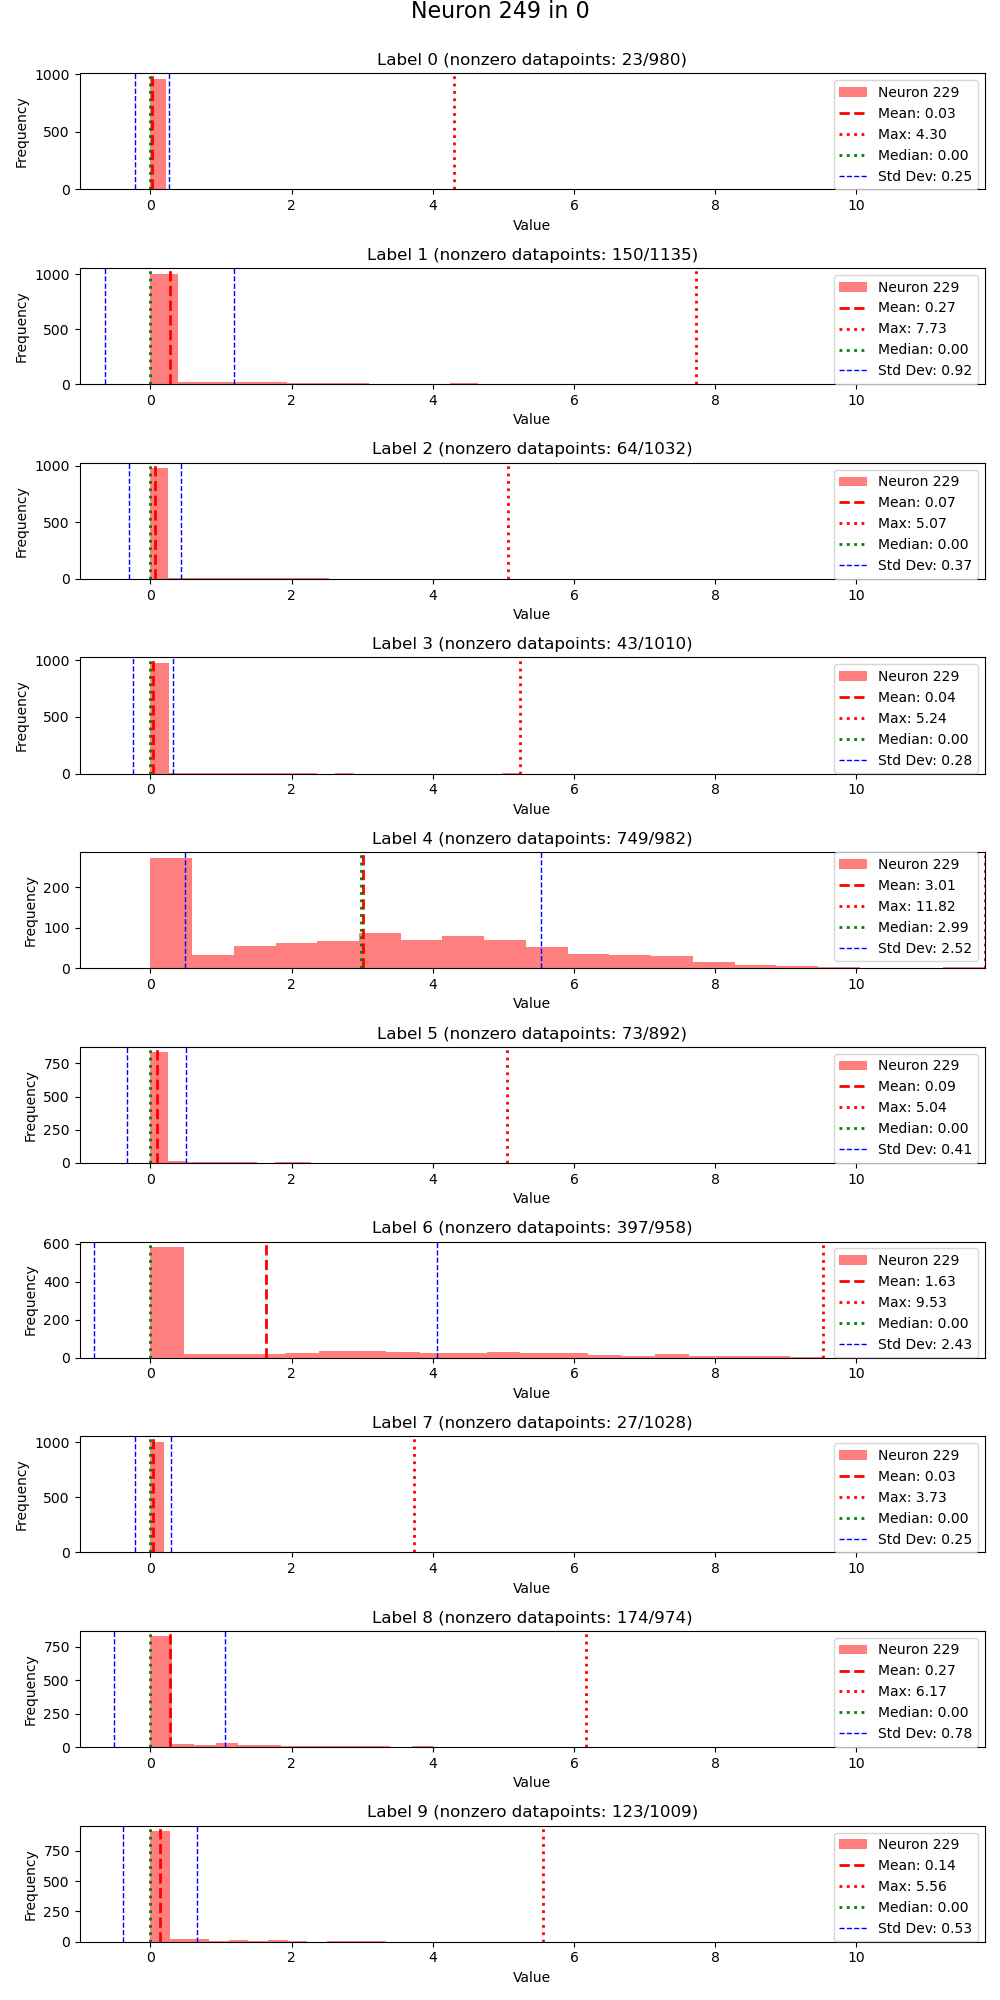 Neuron 249 in 0
Label 0 (nonzero datapoints: 23/980)
Frequency
1000
500
0
Neuron 229
Mean: 0.03
Max: 4.30
Median: 0.00
Std Dev: 0.25
0 2 4 6 8 10
Value
Label 1 (nonzero datapoints: 150/1135)
Frequency
1000
500
0
Neuron 229
Mean: 0.27
Max: 7.73
Median: 0.00
Std Dev: 0.92
0 2 4 6 8 10
Value
Label 2 (nonzero datapoints: 64/1032)
Frequency
1000
500
0
Neuron 229
Mean: 0.07
Max: 5.07
Median: 0.00
Std Dev: 0.37
0 2 4 6 8 10
Value
Label 3 (nonzero datapoints: 43/1010)
Frequency
1000
500
0
Neuron 229
Mean: 0.04
Max: 5.24
Median: 0.00
Std Dev: 0.28
0 2 4 6 8 10
Value
Label 4 (nonzero datapoints: 749/982)
Frequency
200
100
0
Neuron 229
Mean: 3.01
Max: 11.82
Median: 2.99
Std Dev: 2.52
0 2 4 6 8 10
Value
Label 5 (nonzero datapoints: 73/892)
Frequency
750
500
250
0
Neuron 229
Mean: 0.09
Max: 5.04
Median: 0.00
Std Dev: 0.41
0 2 4 6 8 10
Value
Label 6 (nonzero datapoints: 397/958)
Frequency
600
400
200
0
Neuron 229
Mean: 1.63
Max: 9.53
Median: 0.00
Std Dev: 2.43
0 2 4 6 8 10
Value
Label 7 (nonzero datapoints: 27/1028)
Frequency
1000
500
0
Neuron 229
Mean: 0.03
Max: 3.73
Median: 0.00
Std Dev: 0.25
0 2 4 6 8 10
Value
Label 8 (nonzero datapoints: 174/974)
Frequency
750
500
250
0
Neuron 229
Mean: 0.27
Max: 6.17
Median: 0.00
Std Dev: 0.78
0 2 4 6 8 10
Value
Label 9 (nonzero datapoints: 123/1009)
Frequency
750
500
250
0
Neuron 229
Mean: 0.14
Max: 5.56
Median: 0.00
Std Dev: 0.53
0 2 4 6 8 10
Value